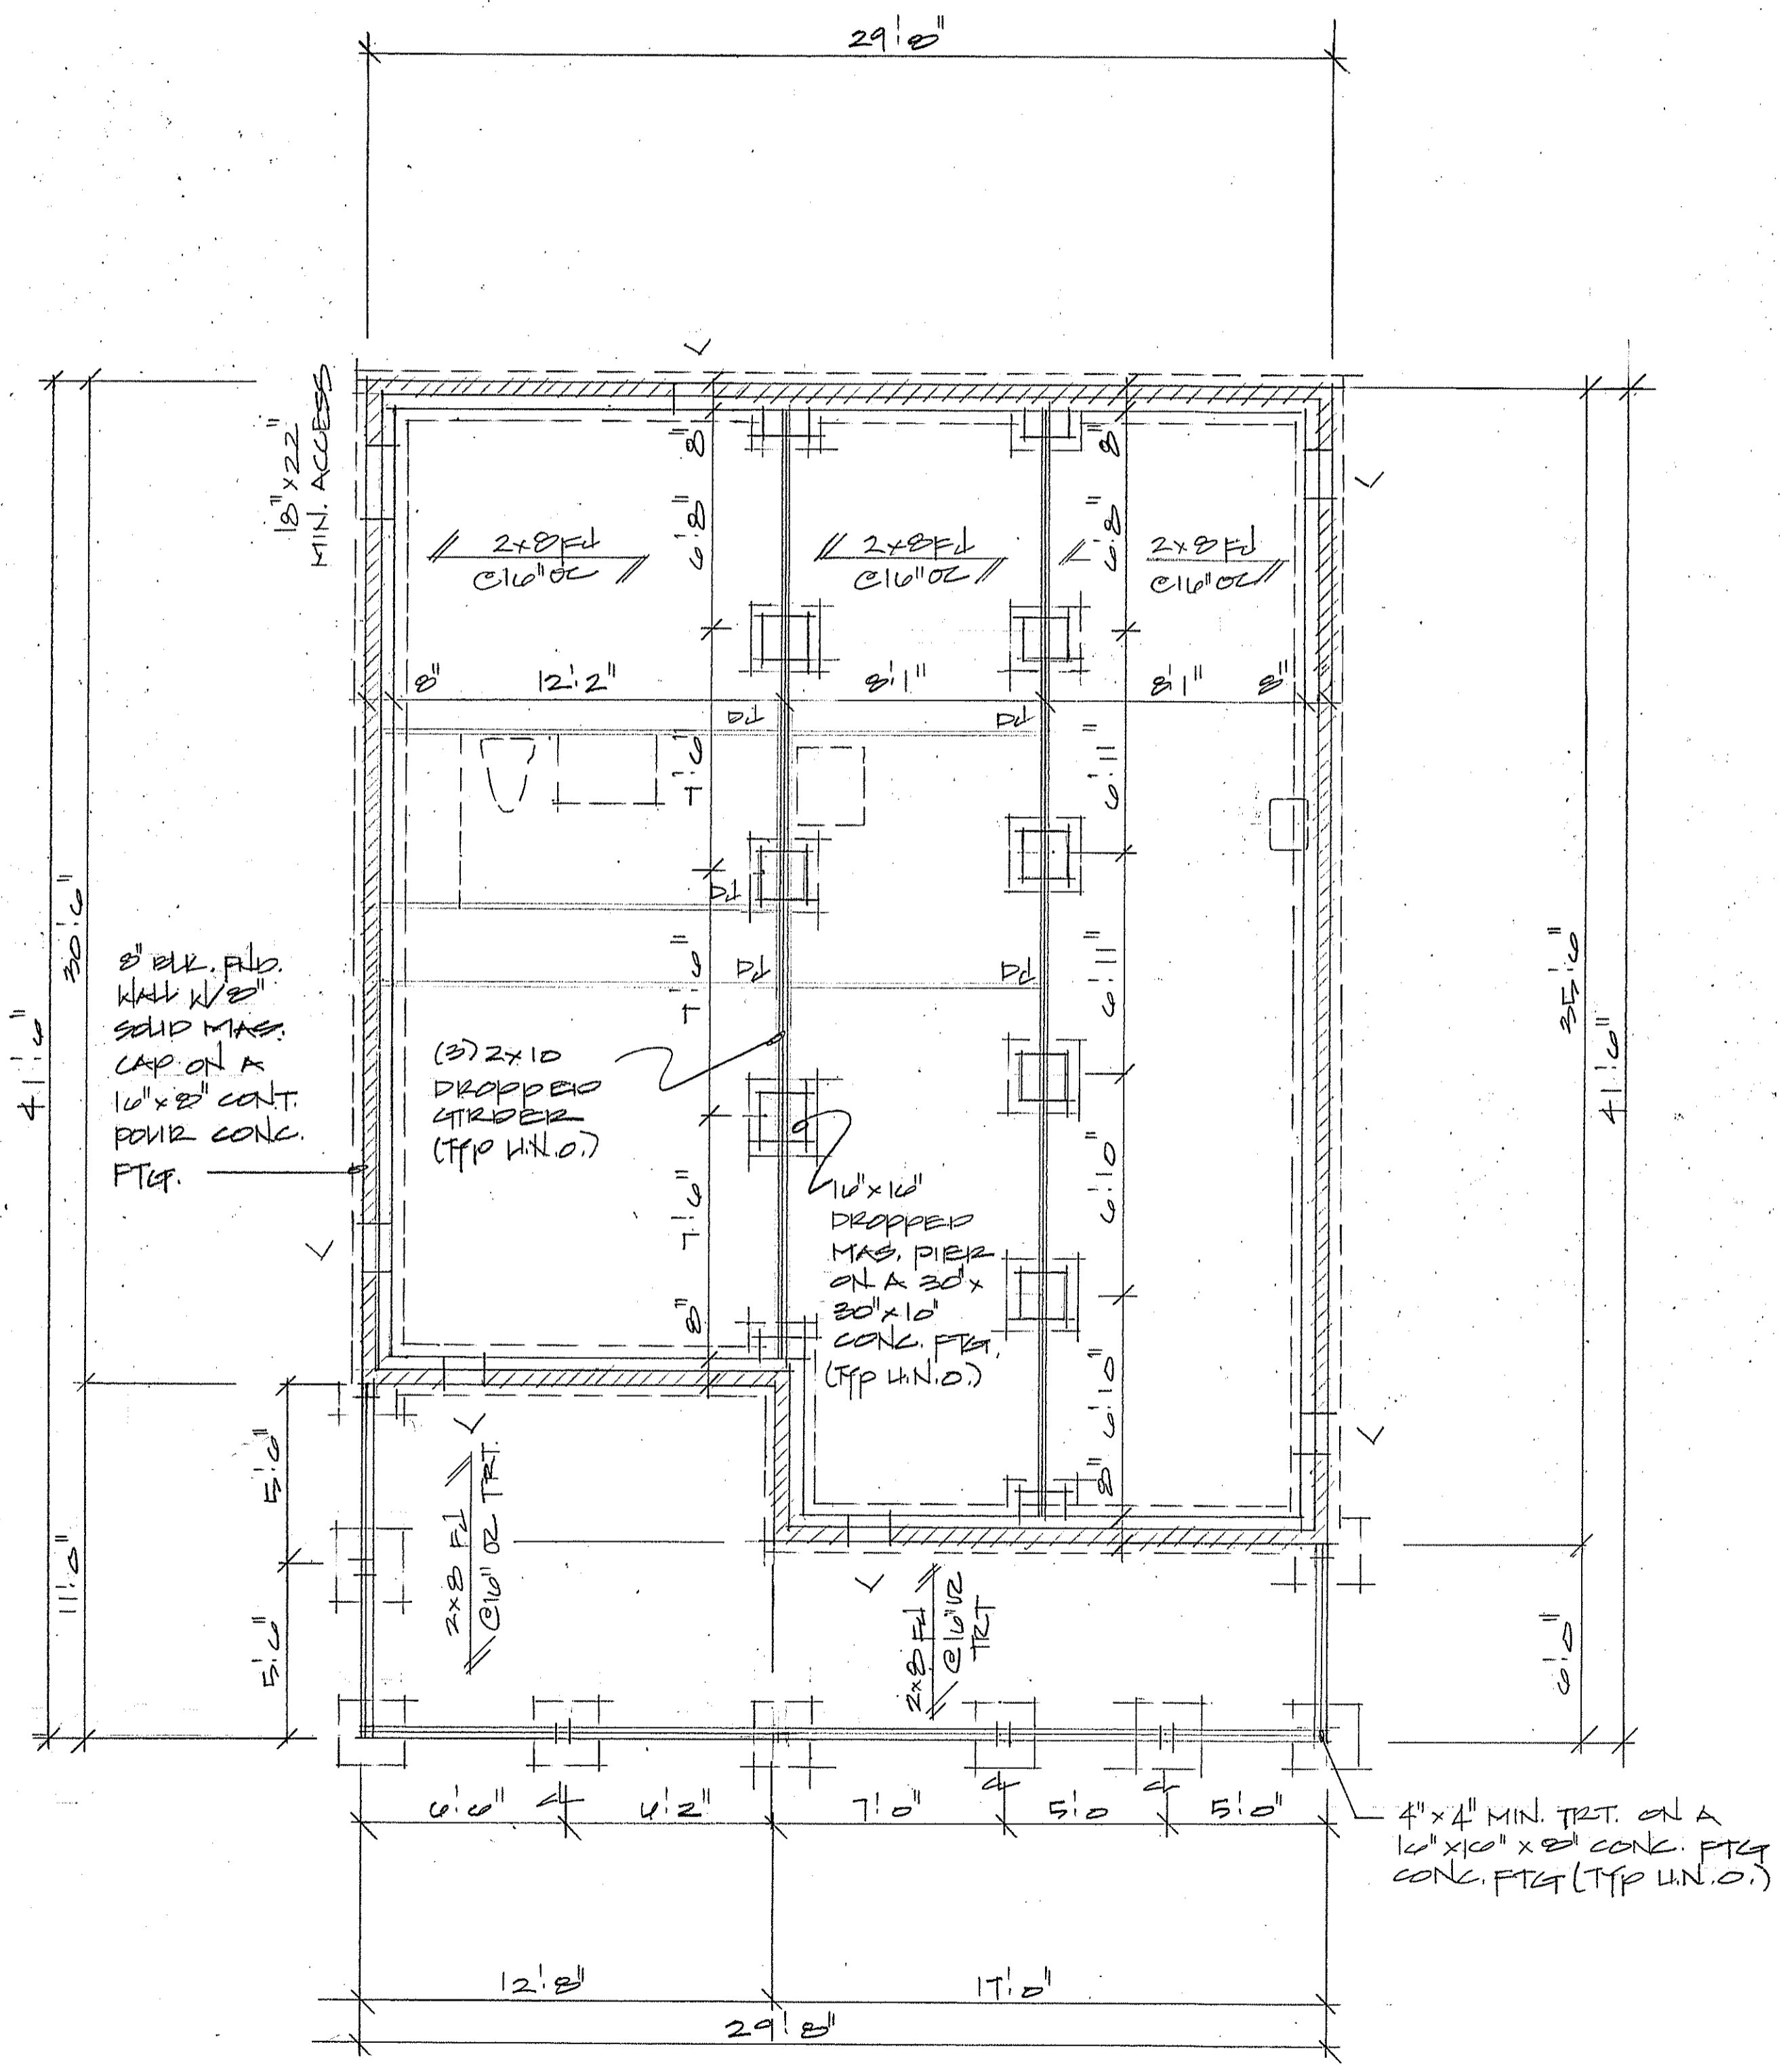 29'8"
18"x22"
MIN. ACCESS
8"
8"
6'8"
6'8"
2x8 FJ
@16"OC
2x8 FJ
@16"OC
2x8 FJ
@16"OC
8"
12'2"
8'1"
8'1"
8"
DJ
DJ
7'6"
6'11"
DJ
30'6"
41'6"
7'6"
DJ
DJ
6'11"
35'6"
41'6"
8" BLK. FND.
WALL W/8"
SOLID MAS.
CAP ON A
16"x8" CONT.
POUR CONC.
FTG.
(3) 2x10
DROPPED
GIRDER
(TYP U.N.O.)
7'6"
6'10"
16"x16"
DROPPED
MAS. PIER
ON A 30"x
30"x10"
CONC. FTG.
(TYP U.N.O.)
8"
6'10"
8"
5'6"
11'0"
5'6"
2x8 FJ
@16" OC TRT.
2x8 FJ
@16"OC
TRT
6'0"
6'6"
CL
6'2"
7'0"
CL
5'0
CL
5'0"
4"x4" MIN. TRT. ON A
16"x16"x8" CONC. FTG
CONC. FTG (TYP U.N.O.)
12'8"
17'0"
29'8"